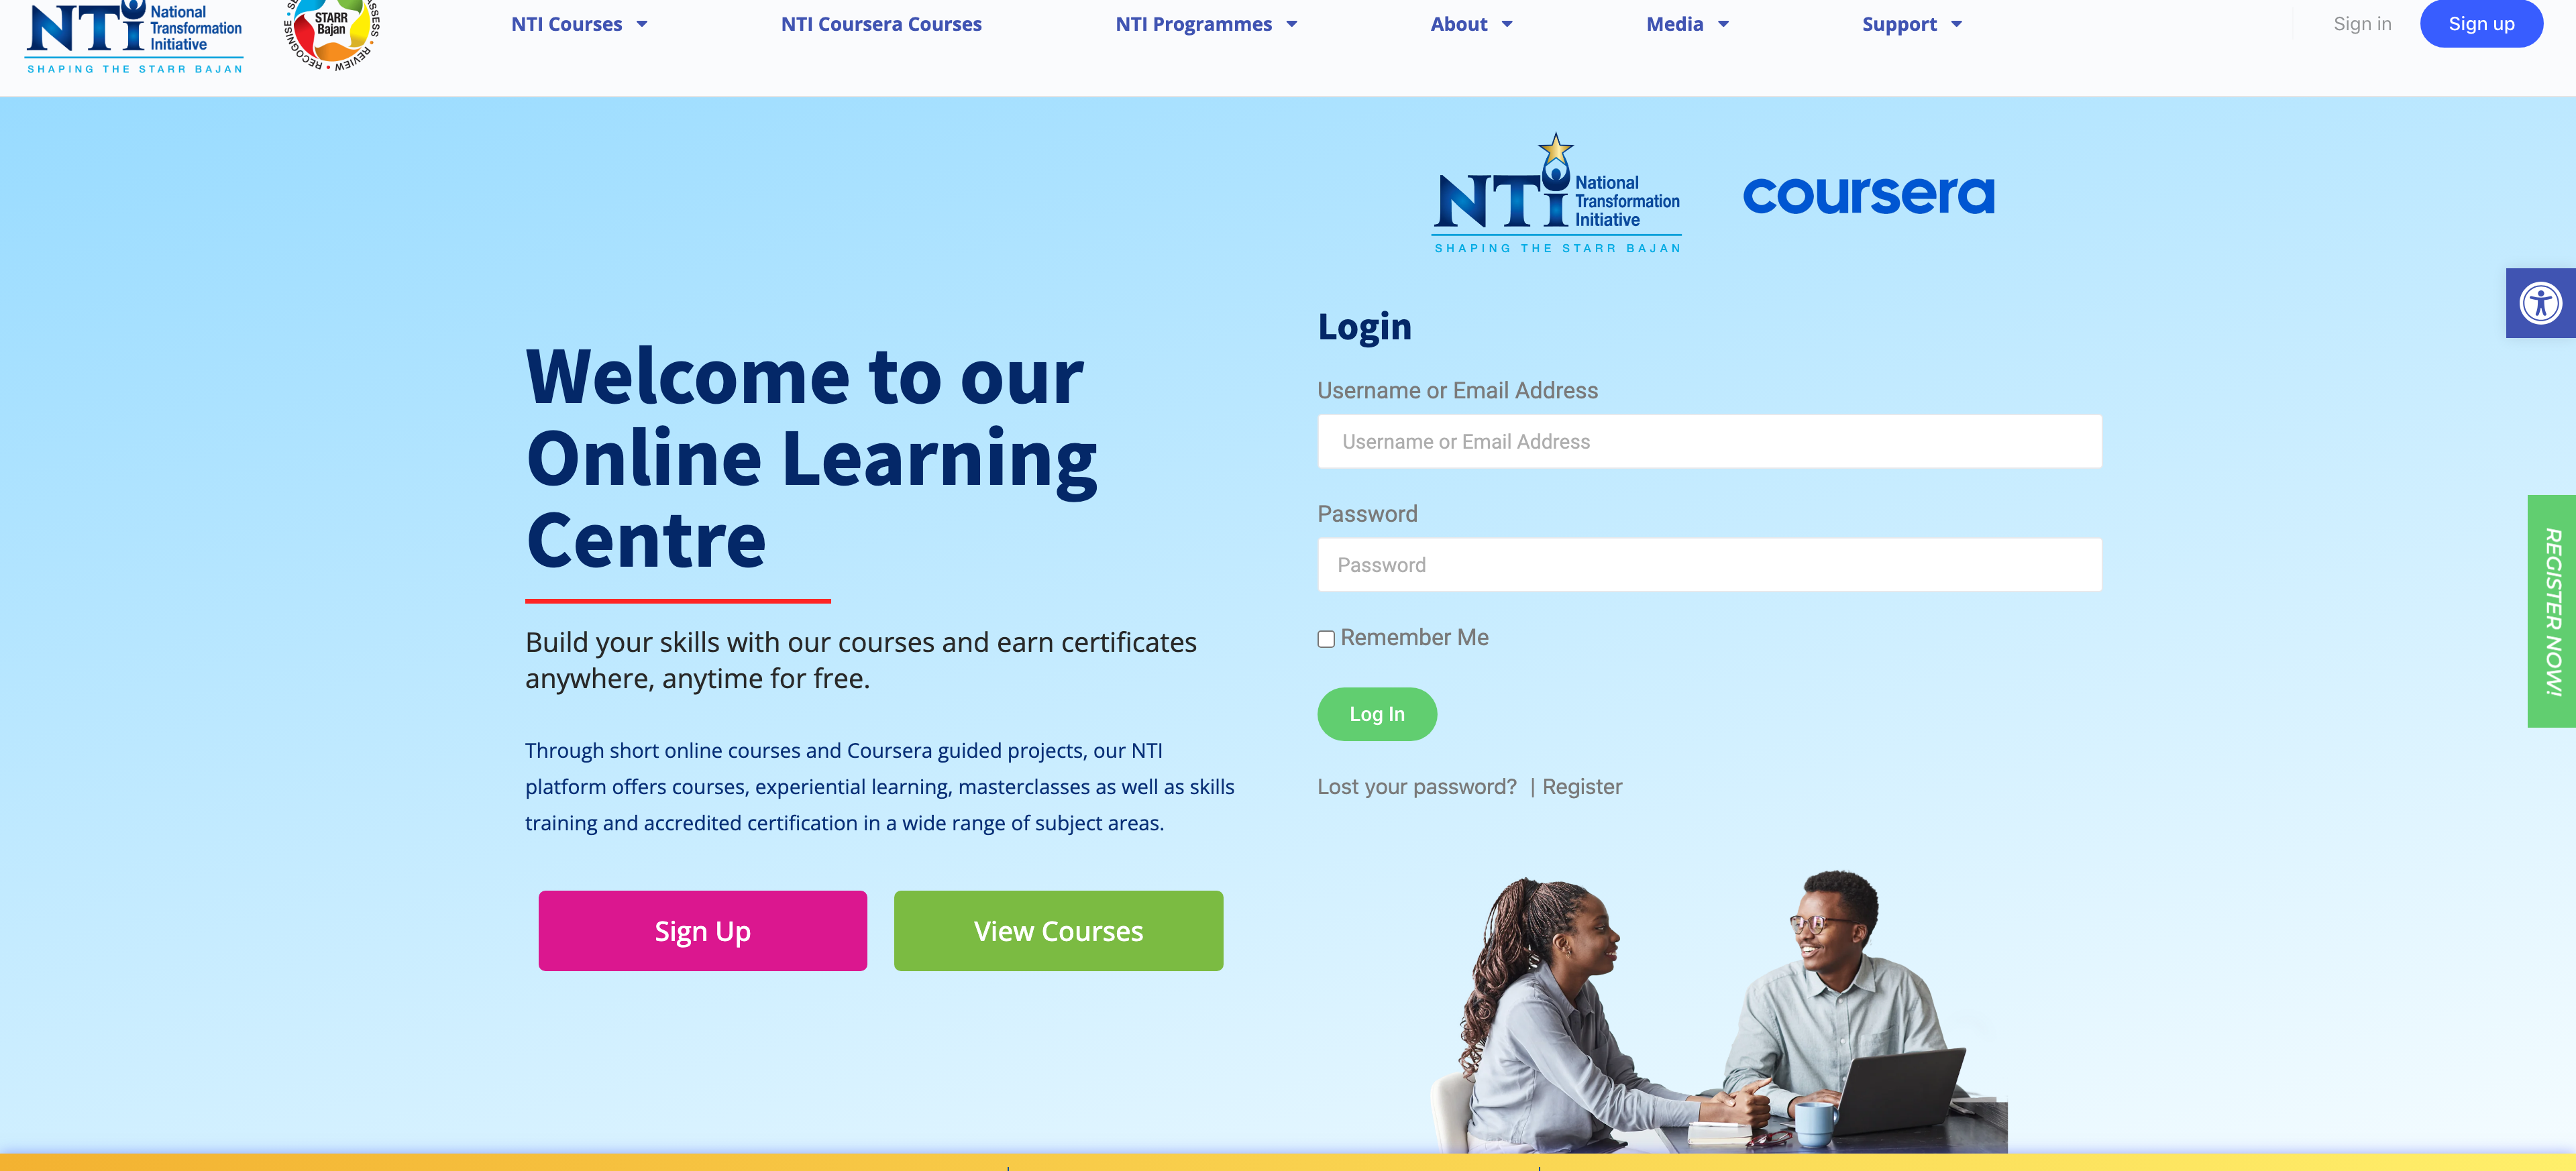 NTi National
Transformation
Initiative
SHAPING THE STARR BAJAN
STARR
Bajan
ASSESS • REVIEW • RECOGNISE •
NTI Courses
NTI Coursera Courses
NTI Programmes
About
Media
Support
Sign in
Sign up
NTi National
Transformation
Initiative
SHAPING THE STARR BAJAN
coursera
Welcome to our
Online Learning
Centre
Build your skills with our courses and earn certificates
anywhere, anytime for free.
Through short online courses and Coursera guided projects, our NTI
platform offers courses, experiential learning, masterclasses as well as skills
training and accredited certification in a wide range of subject areas.
Sign Up
View Courses
Login
Username or Email Address
Username or Email Address
Password
Password
Remember Me
Log In
Lost your password? | Register
REGISTER NOW!